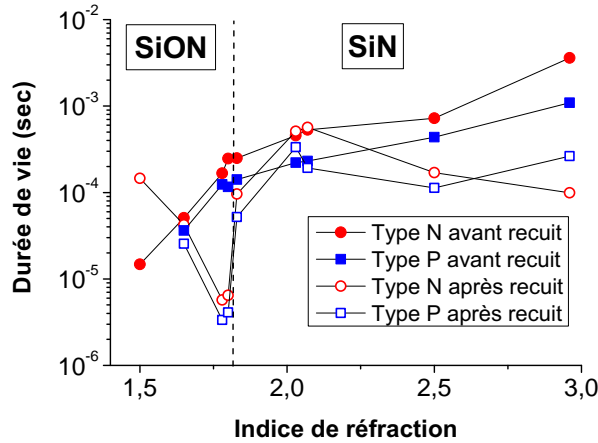 SiON
SiN
Durée de vie (sec)
10⁻²
10⁻³
10⁻⁴
10⁻⁵
10⁻⁶
Type N avant recuit
Type P avant recuit
Type N après recuit
Type P après recuit
1,5
2,0
2,5
3,0
Indice de réfraction